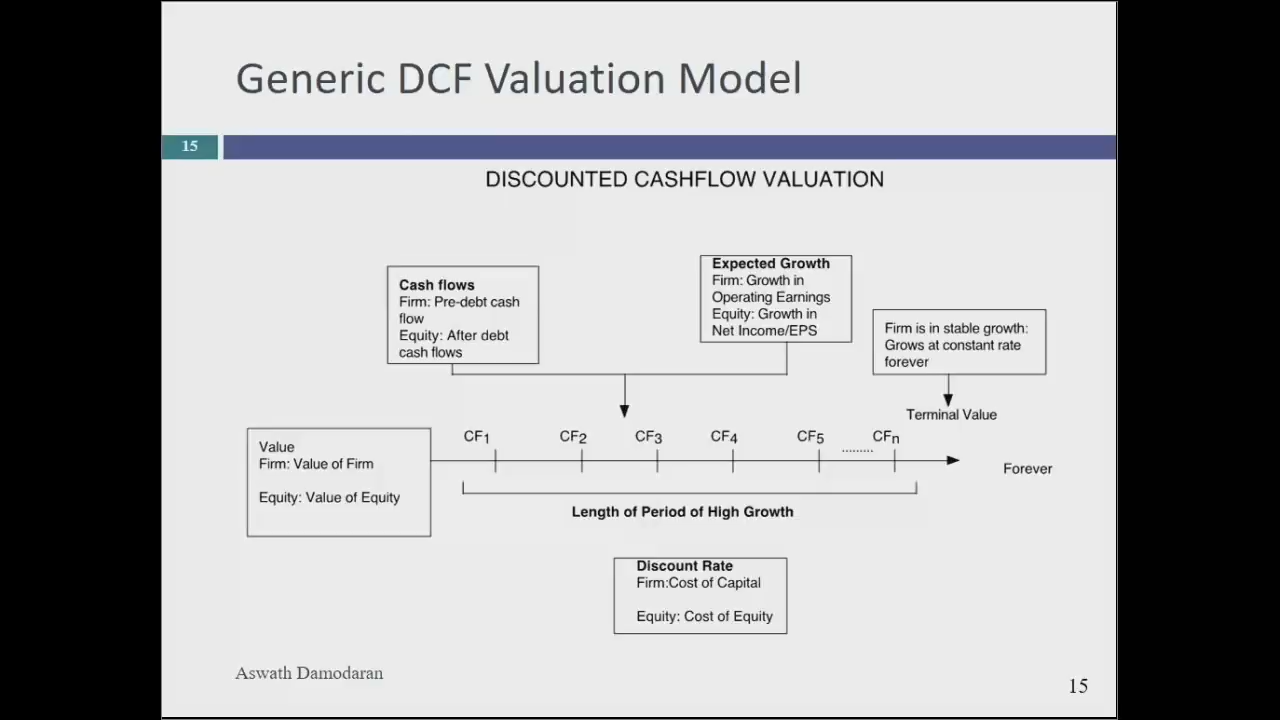 Generic DCF Valuation Model
15
DISCOUNTED CASHFLOW VALUATION
Cash flows
Firm: Pre-debt cash
flow
Equity: After debt
cash flows
Expected Growth
Firm: Growth in
Operating Earnings
Equity: Growth in
Net Income/EPS
Firm is in stable growth:
Grows at constant rate
forever
Terminal Value
CF1 CF2 CF3 CF4 CF5 ......... CFn
Forever
Value
Firm: Value of Firm
Equity: Value of Equity
Length of Period of High Growth
Discount Rate
Firm:Cost of Capital
Equity: Cost of Equity
Aswath Damodaran
15